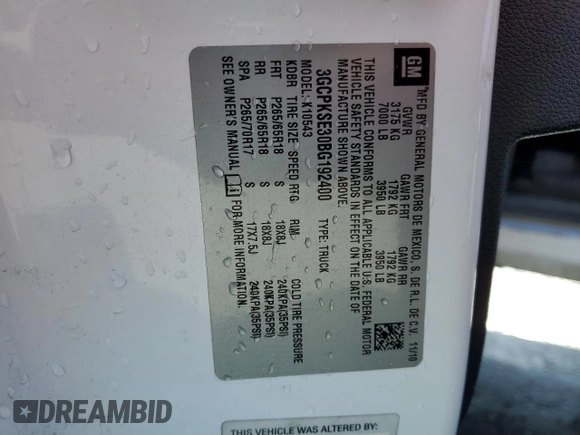 GM
MFD BY GENERAL MOTORS DE MEXICO, S. DE R.L. DE C.V. 11/10
GVWR GAWR FRT GAWR RR
3175 KG 1792 KG 1792 KG
7000 LB 3950 LB 3950 LB
THIS VEHICLE CONFORMS TO ALL APPLICABLE U.S. FEDERAL MOTOR
VEHICLE SAFETY STANDARDS IN EFFECT ON THE DATE OF
MANUFACTURE SHOWN ABOVE.
3GCPKSE30BG192400 TYPE: TRUCK
MODEL: K10543
KDBR TIRE SIZE SPEED RTG RIM COLD TIRE PRESSURE
FRT P265/65R18 S 18X8J 240KPA(35PSI)
RR P265/65R18 S 18X8J 240KPA(35PSI)
SPA P265/70R17 S 17X7.5J 240KPA(35PSI)
SEE OWNER'S MANUAL FOR MORE INFORMATION.
THIS VEHICLE WAS ALTERED BY:
DREAMBID